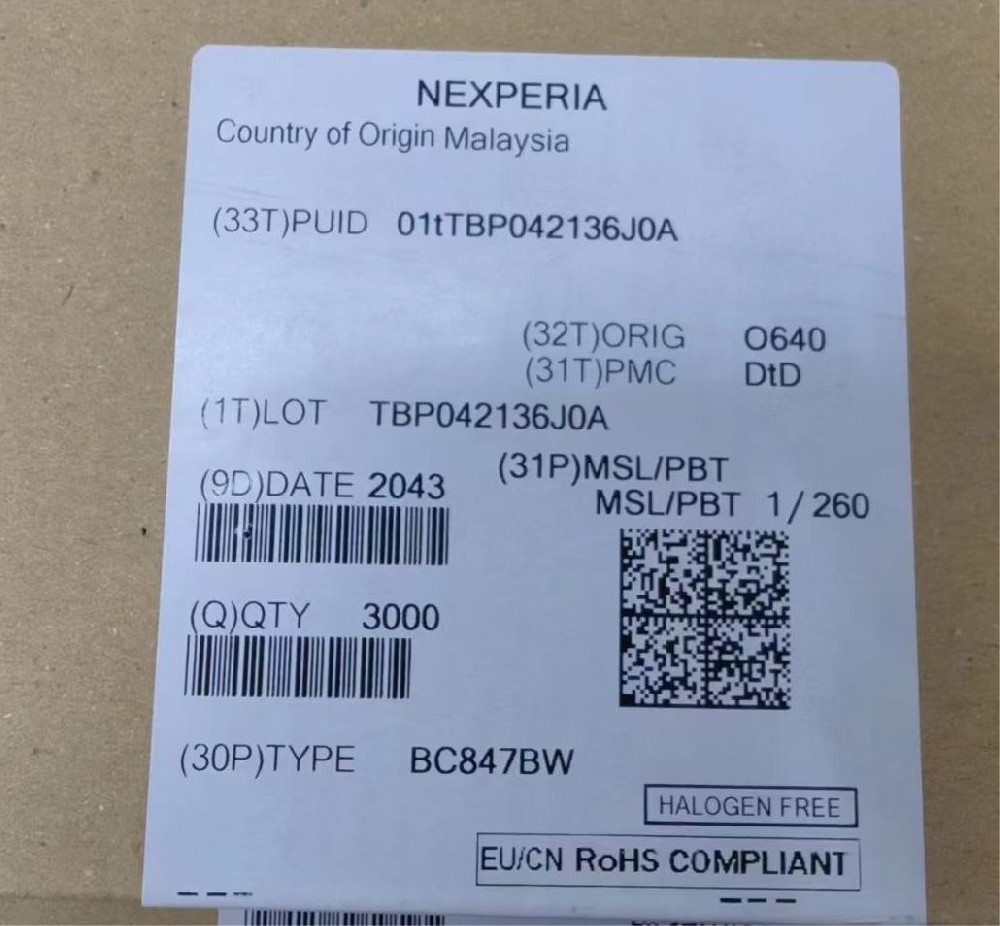 NEXPERIA
Country of Origin Malaysia
(33T)PUID 01tTBP042136J0A
(32T)ORIG O640
(31T)PMC DtD
(1T)LOT TBP042136J0A
(31P)MSL/PBT
(9D)DATE 2043
MSL/PBT 1/260
(Q)QTY 3000
(30P)TYPE BC847BW
HALOGEN FREE
EU/CN RoHS COMPLIANT